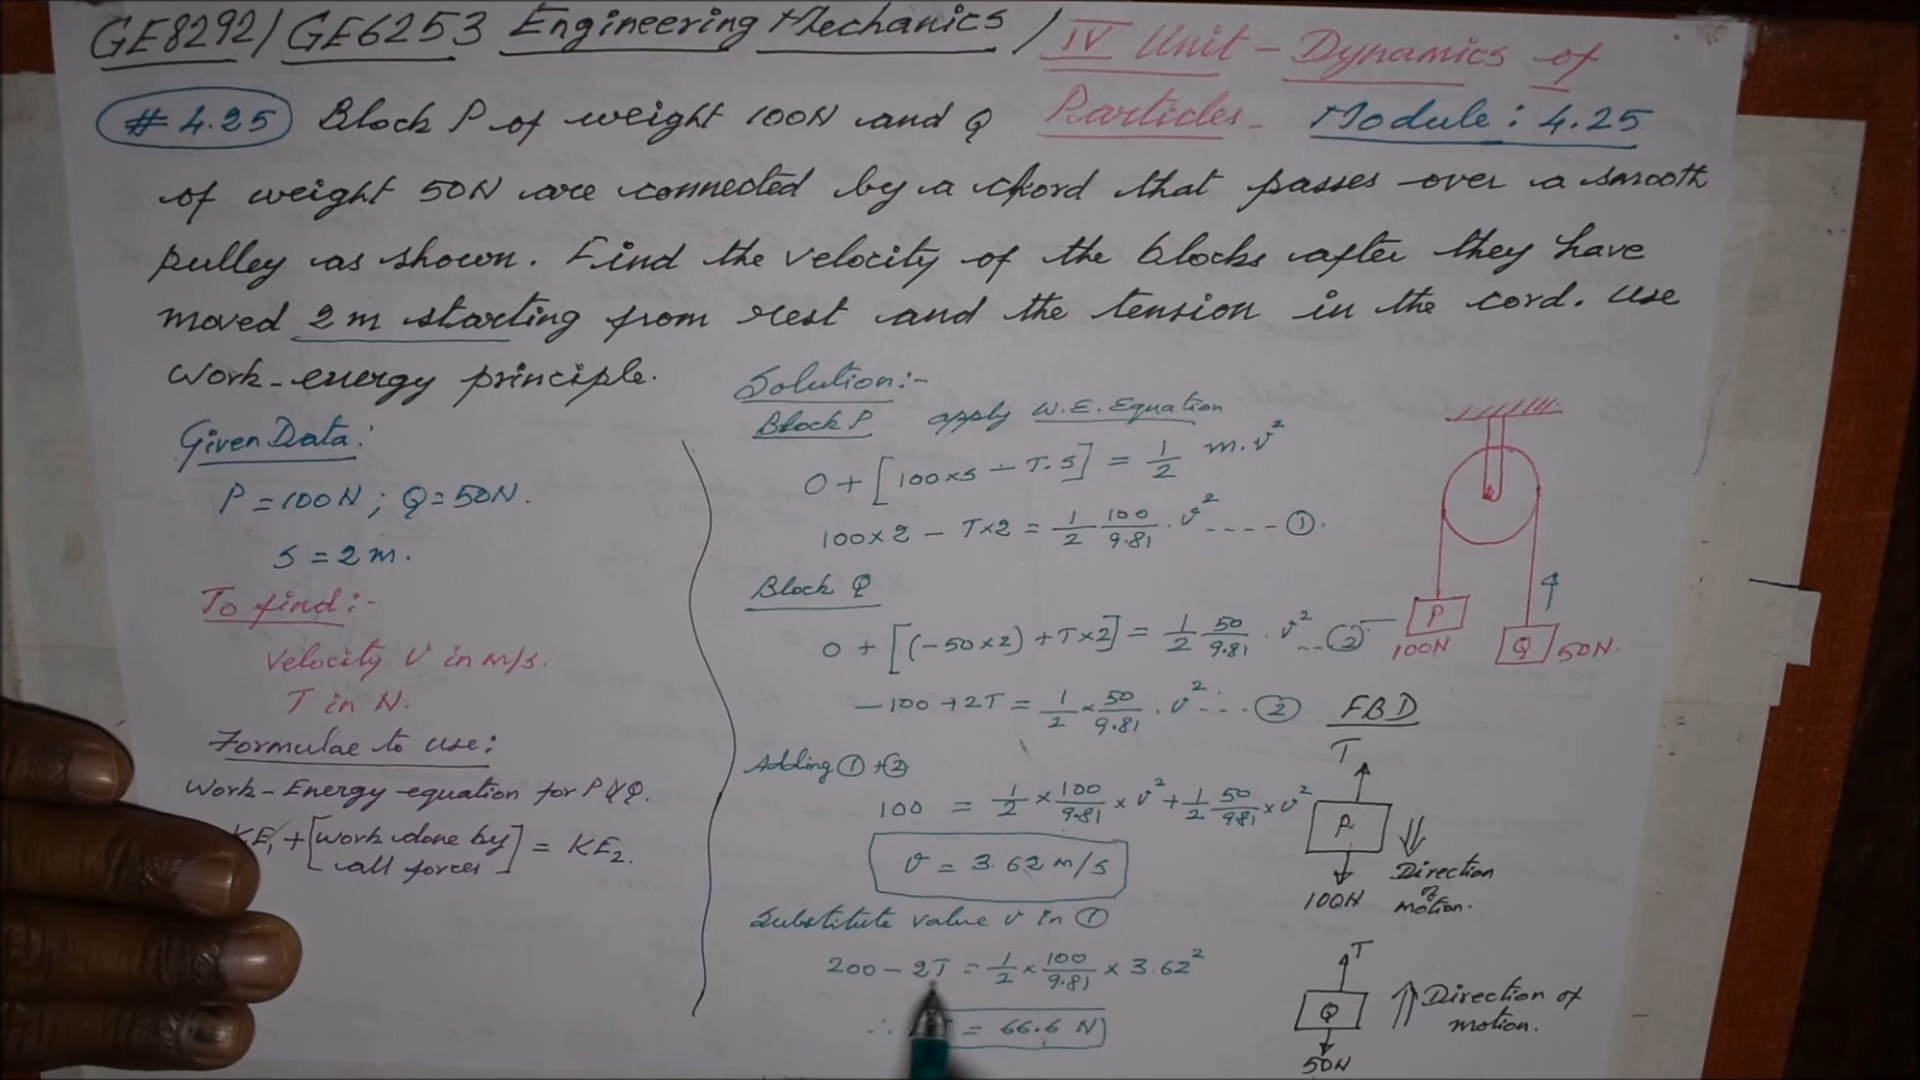 GE8292/GE6253 Engineering Mechanics / IV Unit - Dynamics of
Particles. Module: 4.25
# 4.25 Block P of weight 100N and Q
of weight 50N are connected by a chord that passes over a smooth
pulley as shown. Find the velocity of the blocks after they have
moved 2m starting from rest and the tension in the cord. Use
Work-energy principle.
Given Data:
P = 100N ; Q = 50N.
S = 2m.
To find:-
Velocity v in m/s.
T in N.
Formulae to use:
Work-Energy equation for P & Q.
KE₁ + [work done by all forces] = KE₂.
Solution:-
Block P apply W.E. Equation
0 + [100×S - T.S] = 1/2 m.v²
100×2 - T×2 = 1/2 100/9.81 . v² ---- ①.
Block Q
0 + [(-50×2) + T×2] = 1/2 50/9.81 . v² -- ②
-100 + 2T = 1/2 × 50/9.81 . v² ... ②
Adding ① + ②
100 = 1/2 × 100/9.81 × v² + 1/2 50/9.81 × v²
v = 3.62 m/s
Substitute value v in ①
200 - 2T = 1/2 × 100/9.81 × 3.62²
∴ = 66.6 N
P
100N
Q 50N.
FBD
T
P
100N
Direction
of
motion.
T
Q
50N
Direction of
motion.